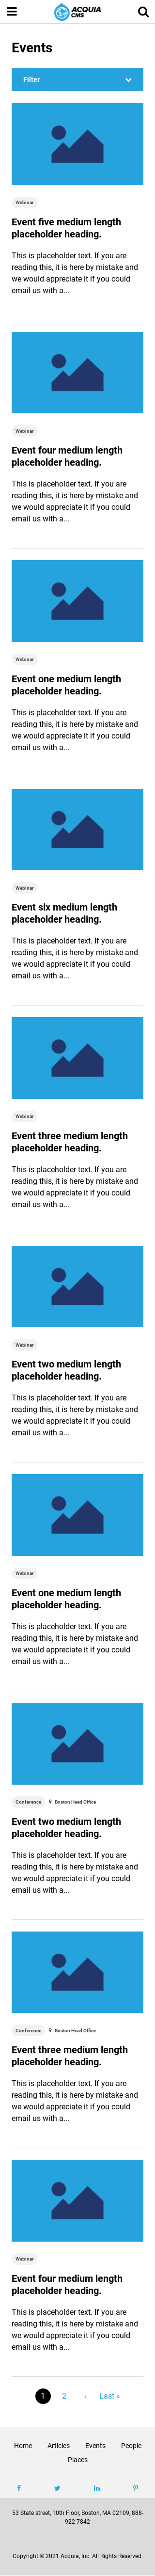 ACQUIA
CMS
Events
Filter
Webinar
Event five medium length
placeholder heading.
This is placeholder text. If you are
reading this, it is here by mistake and
we would appreciate it if you could
email us with a...
Webinar
Event four medium length
placeholder heading.
This is placeholder text. If you are
reading this, it is here by mistake and
we would appreciate it if you could
email us with a...
Webinar
Event one medium length
placeholder heading.
This is placeholder text. If you are
reading this, it is here by mistake and
we would appreciate it if you could
email us with a...
Webinar
Event six medium length
placeholder heading.
This is placeholder text. If you are
reading this, it is here by mistake and
we would appreciate it if you could
email us with a...
Webinar
Event three medium length
placeholder heading.
This is placeholder text. If you are
reading this, it is here by mistake and
we would appreciate it if you could
email us with a...
Webinar
Event two medium length
placeholder heading.
This is placeholder text. If you are
reading this, it is here by mistake and
we would appreciate it if you could
email us with a...
Webinar
Event one medium length
placeholder heading.
This is placeholder text. If you are
reading this, it is here by mistake and
we would appreciate it if you could
email us with a...
Conference Boston Head Office
Event two medium length
placeholder heading.
This is placeholder text. If you are
reading this, it is here by mistake and
we would appreciate it if you could
email us with a...
Conference Boston Head Office
Event three medium length
placeholder heading.
This is placeholder text. If you are
reading this, it is here by mistake and
we would appreciate it if you could
email us with a...
Webinar
Event four medium length
placeholder heading.
This is placeholder text. If you are
reading this, it is here by mistake and
we would appreciate it if you could
email us with a...
1 2 › Last »
Home Articles Events People
Places
53 State street, 10th Floor, Boston, MA 02109, 888-
922-7842
Copyright © 2021 Acquia, Inc. All Rights Reserved.